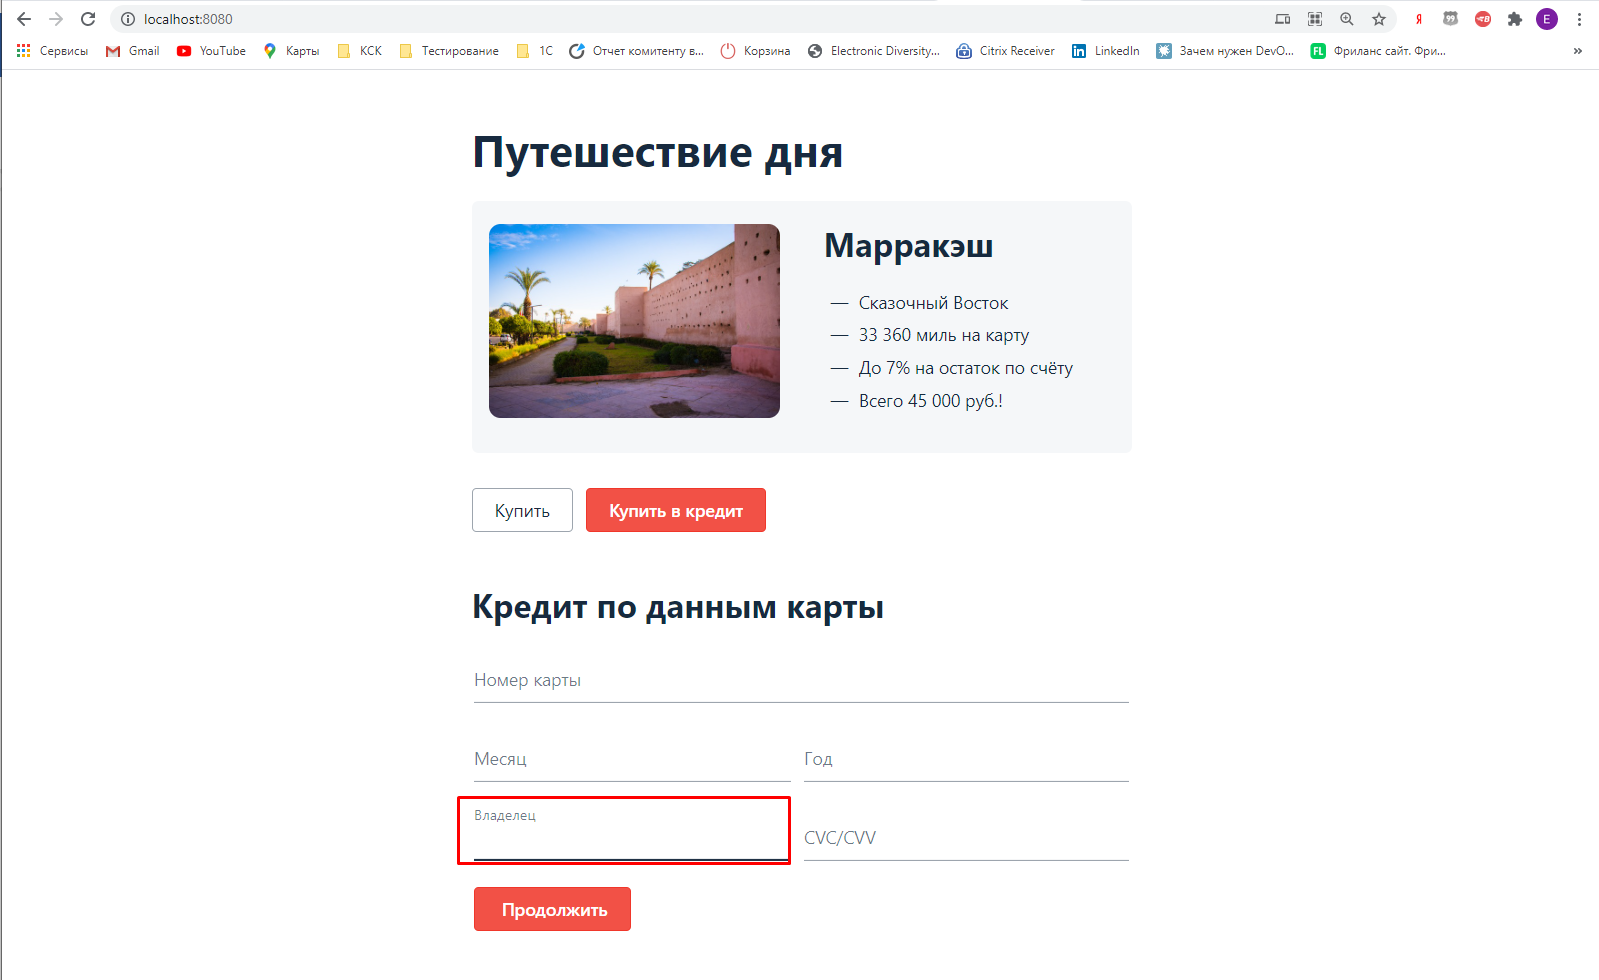 localhost:8080
Я 99 E
Сервисы Gmail YouTube Карты КСК Тестирование 1С Отчет комитенту в... Корзина Electronic Diversity... Citrix Receiver LinkedIn Зачем нужен DevO... FL Фриланс сайт. Фри... »
Путешествие дня
Марракэш
— Сказочный Восток
— 33 360 миль на карту
— До 7% на остаток по счёту
— Всего 45 000 руб.!
Купить Купить в кредит
Кредит по данным карты
Номер карты
Месяц Год
Владелец
CVC/CVV
Продолжить